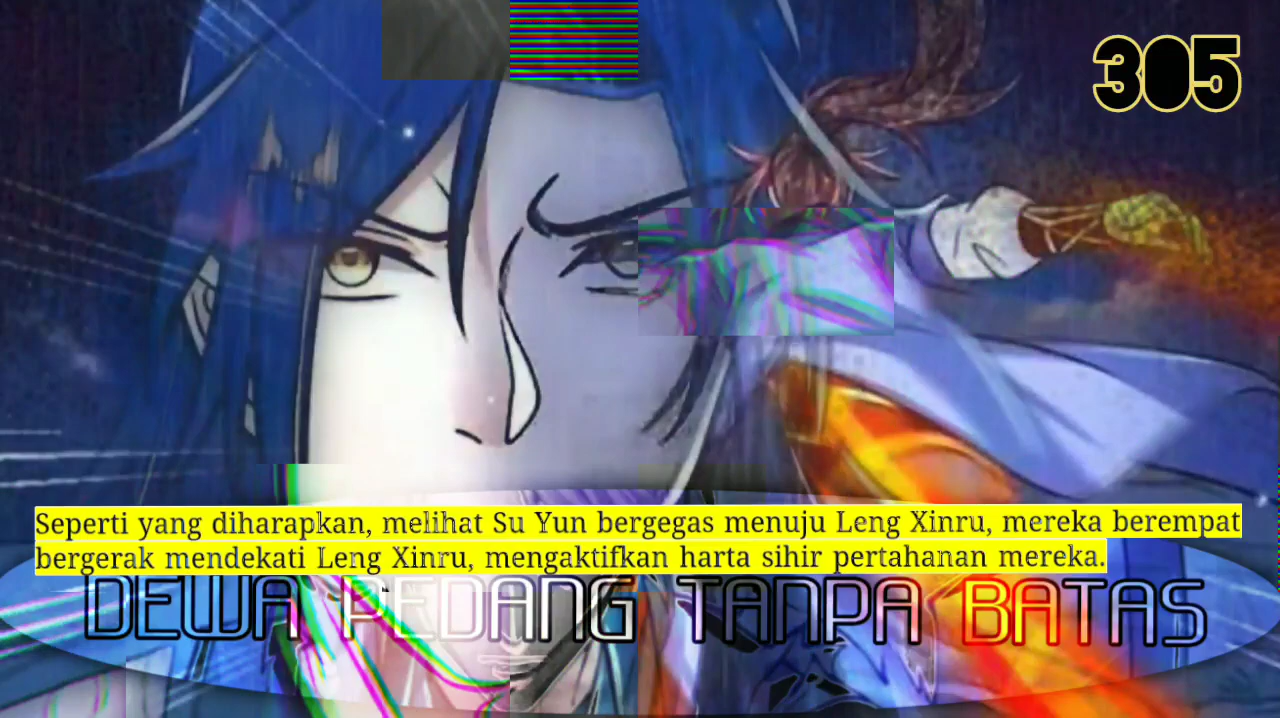 305
Seperti yang diharapkan, melihat Su Yun bergegas menuju Leng Xinru, mereka berempat
bergerak mendekati Leng Xinru, mengaktifkan harta sihir pertahanan mereka.
DEWA PEDANG TANPA BATAS